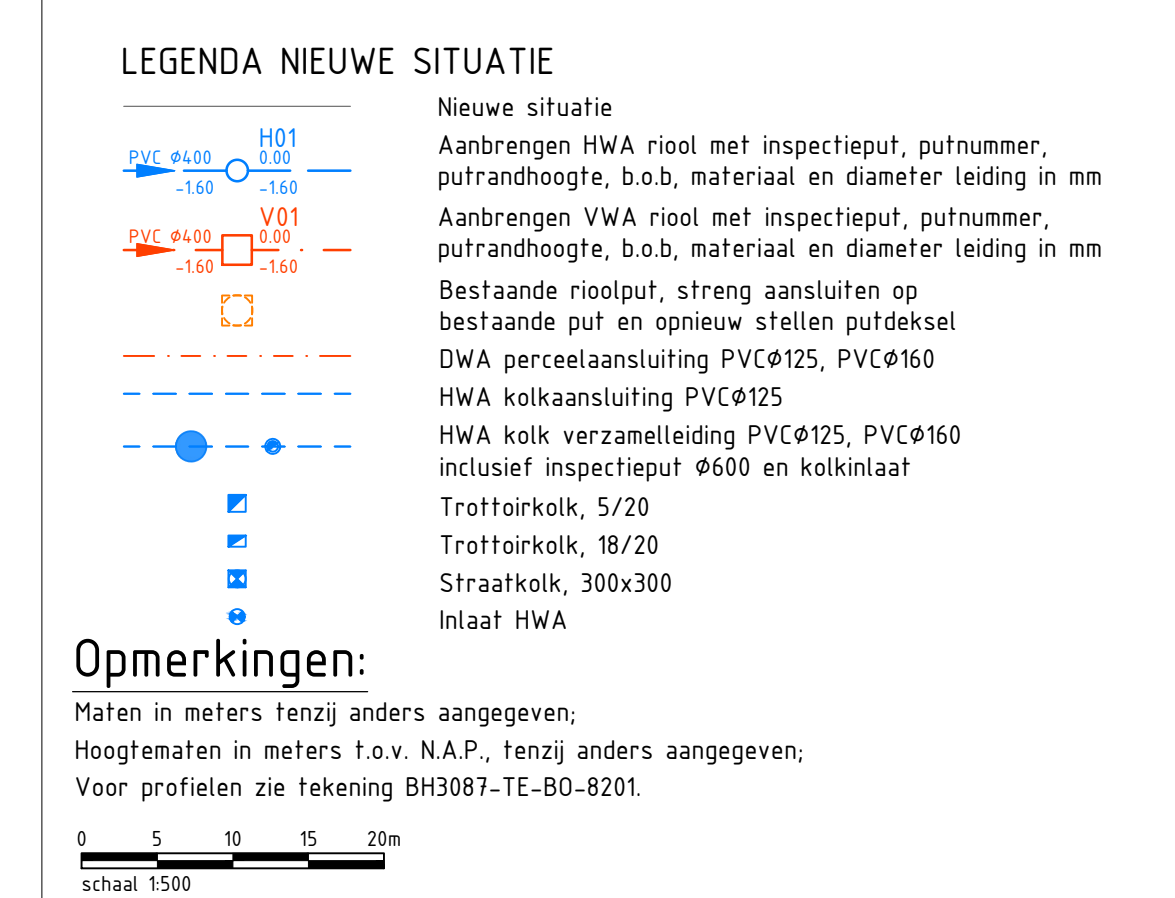 LEGENDA NIEUWE SITUATIE
Nieuwe situatie
H01
PVC Ø400 0.00
-1.60 -1.60
Aanbrengen HWA riool met inspectieput, putnummer,
putrandhoogte, b.o.b, materiaal en diameter leiding in mm
V01
PVC Ø400 0.00
-1.60 -1.60
Aanbrengen VWA riool met inspectieput, putnummer,
putrandhoogte, b.o.b, materiaal en diameter leiding in mm
Bestaande rioolput, streng aansluiten op
bestaande put en opnieuw stellen putdeksel
DWA perceelaansluiting PVCØ125, PVCØ160
HWA kolkaansluiting PVCØ125
HWA kolk verzamelleiding PVCØ125, PVCØ160
inclusief inspectieput Ø600 en kolkinlaat
Trottoirkolk, 5/20
Trottoirkolk, 18/20
Straatkolk, 300x300
Inlaat HWA
Opmerkingen:
Maten in meters tenzij anders aangegeven;
Hoogtematen in meters t.o.v. N.A.P., tenzij anders aangegeven;
Voor profielen zie tekening BH3087-TE-BO-8201.
0 5 10 15 20m
schaal 1:500